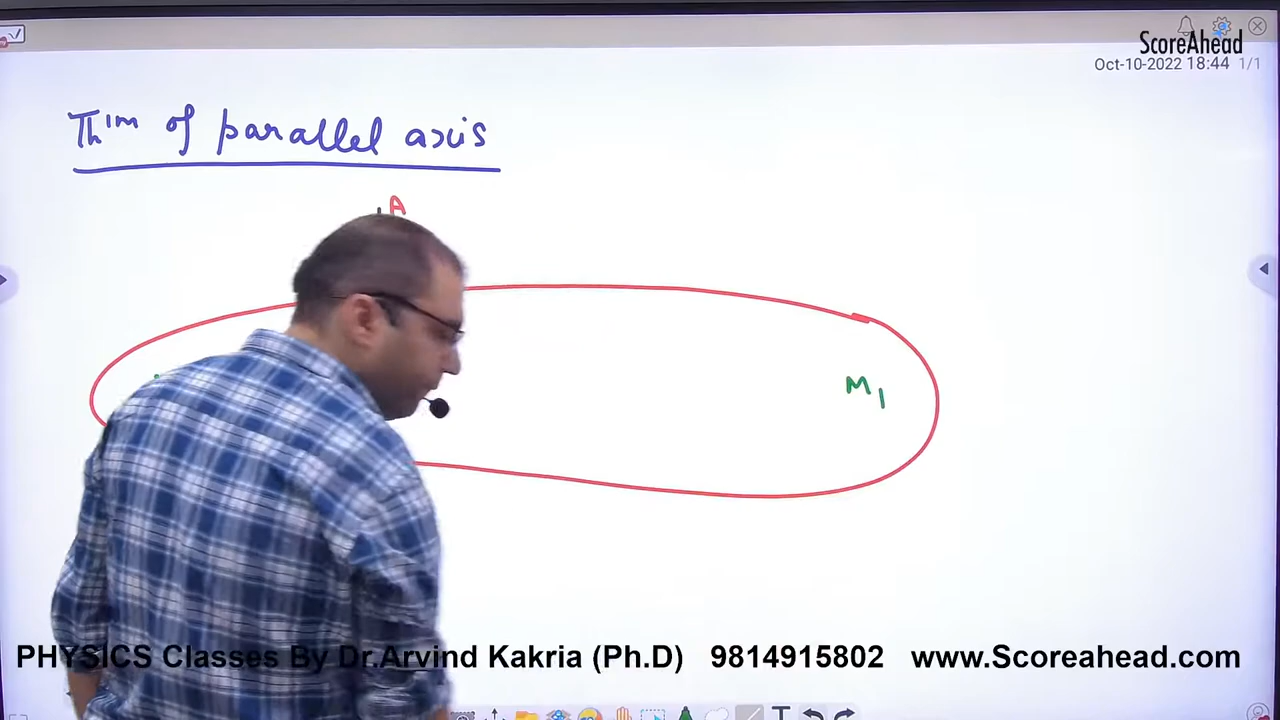 ScoreAhead
Oct-10-2022 18:44 1/1
Thᵐ of parallel axis
A
M₁
PHYSICS Classes By Dr.Arvind Kakria (Ph.D) 9814915802 www.Scoreahead.com